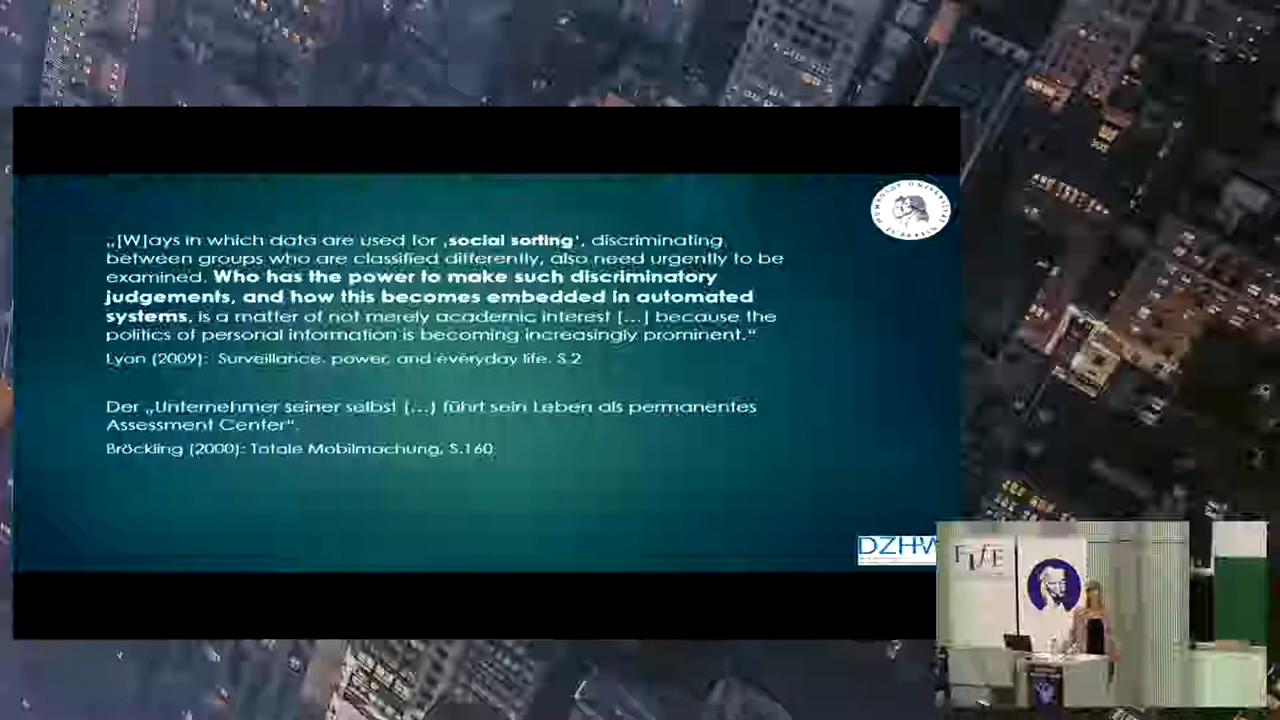 „[W]ays in which data are used for ‚social sorting‘, discriminating
between groups who are classified differently, also need urgently to be
examined. Who has the power to make such discriminatory
judgements, and how this becomes embedded in automated
systems, is a matter of not merely academic interest [...] because the
politics of personal information is becoming increasingly prominent.“
Lyon (2009): Surveillance, power, and everyday life. S.2
Der „Unternehmer seiner selbst (...) führt sein Leben als permanentes
Assessment Center“.
Bröckling (2000): Totale Mobilmachung, S.160
DZHW
FIfE